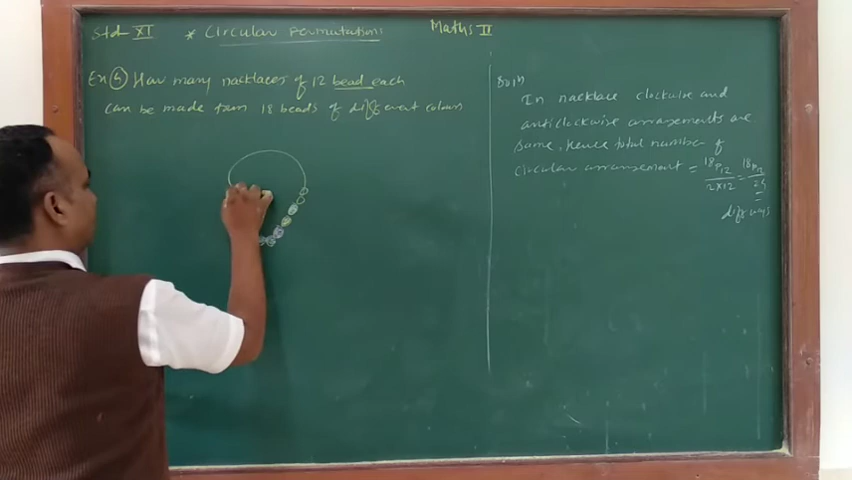 Std XI * Circular Permutations Maths II
Ex (5) How many necklaces of 12 bead each
can be made from 18 beads of different colours
Soln
In necklace clockwise and
anticlockwise arrangements are
same, hence total number of
circular arrangement = 18P12/2×12 = 18P12/24
diff ways